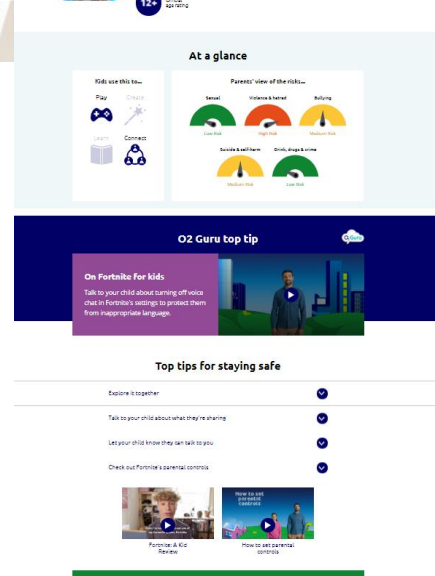 12+
age rating
At a glance
Kids use this to...
Play
Create
Learn
Connect
Parents' view of the risks...
Sexual
Violence & hatred
Bullying
Low Risk
High Risk
Medium Risk
Suicide & self-harm
Drink, drugs & crime
Medium Risk
Low Risk
O2 Guru top tip
Guru
On Fortnite for kids
Talk to your child about turning off voice
chat in Fortnite's settings to protect them
from inappropriate language.
Top tips for staying safe
Explore it together
Talk to your child about what they're sharing
Let your child know they can talk to you
Check out Fortnite's parental controls
How to set
parental
controls
Fortnite: A Kid
Review
How to set parental
controls